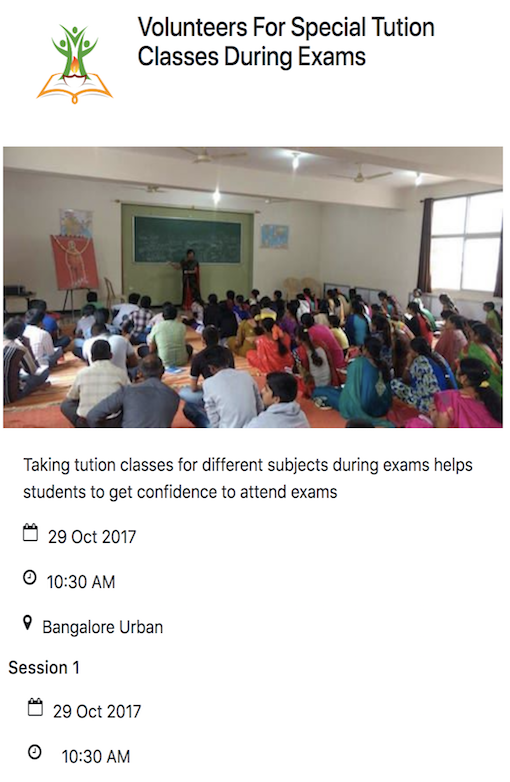 Volunteers For Special Tution
Classes During Exams
Taking tution classes for different subjects during exams helps
students to get confidence to attend exams
29 Oct 2017
10:30 AM
Bangalore Urban
Session 1
29 Oct 2017
10:30 AM